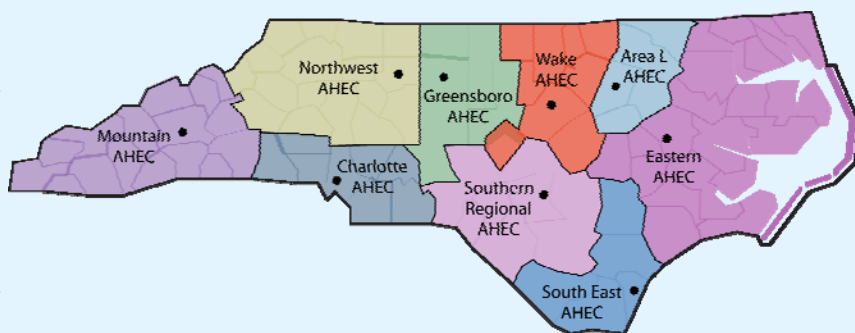 Northwest
AHEC
Greensboro
AHEC
Wake
AHEC
Area L
AHEC
Mountain
AHEC
Charlotte
AHEC
Southern
Regional
AHEC
Eastern
AHEC
South East
AHEC